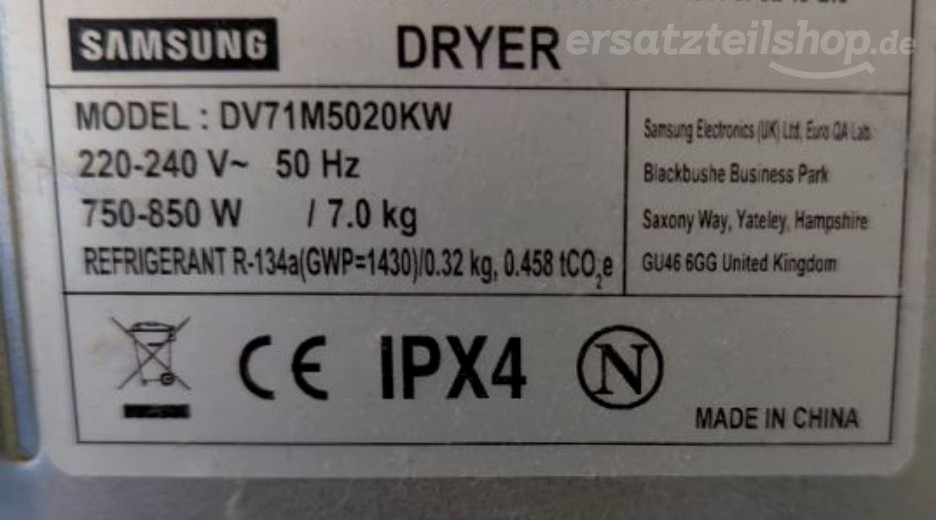 SAMSUNG DRYER
ersatzteilshop.de
MODEL : DV71M5020KW
220-240 V~ 50 Hz
750-850 W / 7.0 kg
REFRIGERANT R-134a(GWP=1430)/0.32 kg, 0.458 tCO₂e
Samsung Electronics (UK) Ltd, Euro QA Lab.
Blackbushe Business Park
Saxony Way, Yateley, Hampshire
GU46 6GG United Kingdom
CE IPX4 N
MADE IN CHINA